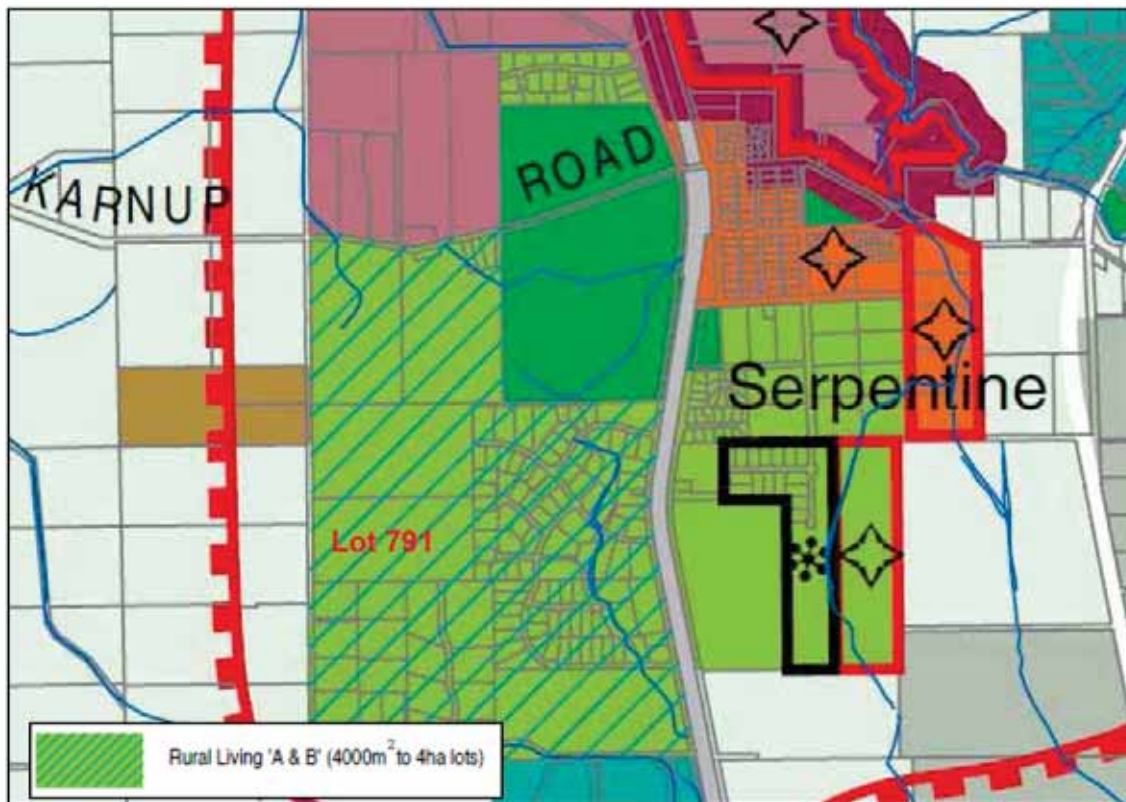 KARNUP
ROAD
Serpentine
Lot 791
Rural Living 'A & B' (4000m² to 4ha lots)